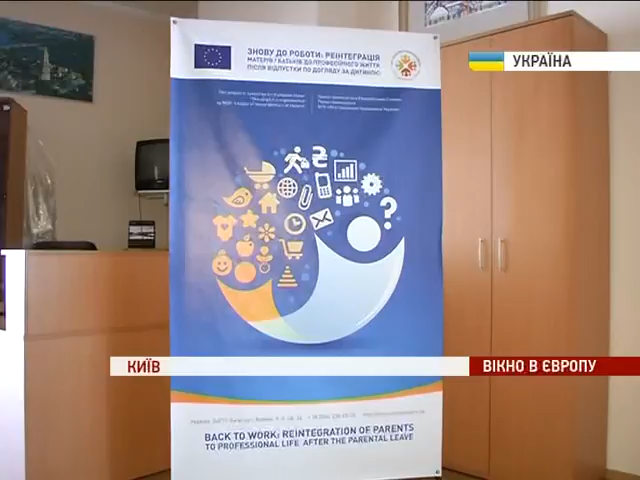 ЗНОВУ ДО РОБОТИ: РЕІНТЕГРАЦІЯ
МАТЕРІВ / БАТЬКІВ ДО ПРОФЕСІЙНОГО ЖИТТЯ
ПІСЛЯ ВІДПУСТКИ ПО ДОГЛЯДУ ЗА ДИТИНОЮ
УКРАЇНА
КИЇВ
ВІКНО В ЄВРОПУ
BACK TO WORK: REINTEGRATION OF PARENTS
TO PROFESSIONAL LIFE AFTER THE PARENTAL LEAVE